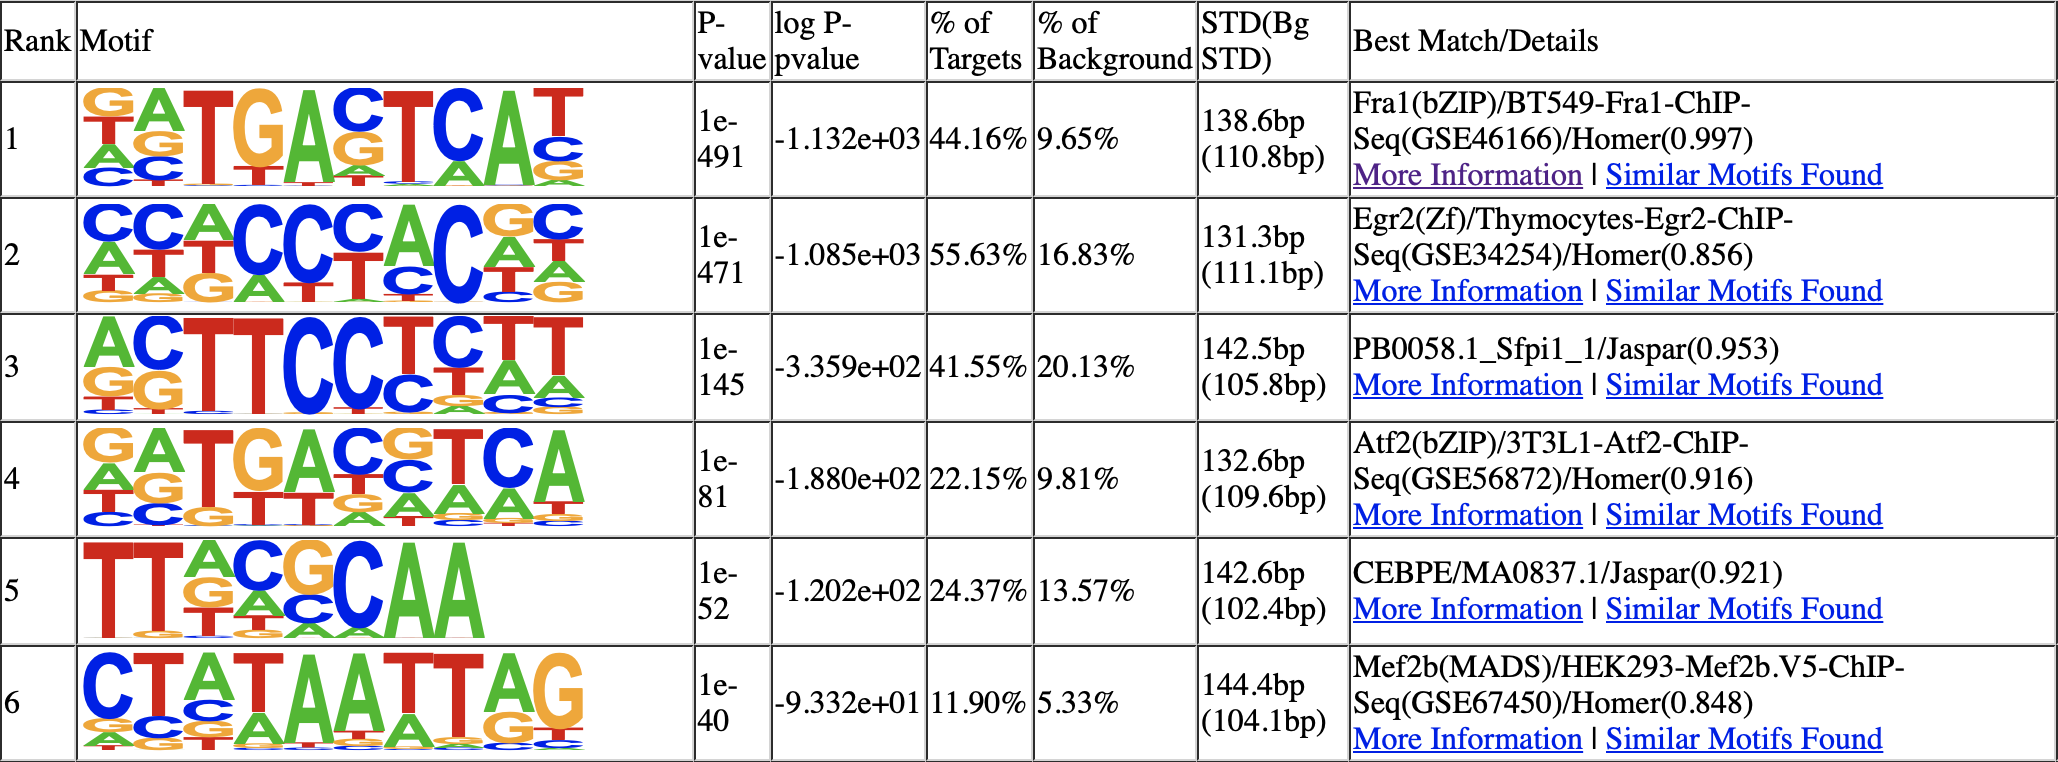 Rank Motif P-value log P-pvalue % of Targets % of Background STD(Bg STD) Best Match/Details
1 1e-491 -1.132e+03 44.16% 9.65% 138.6bp (110.8bp) Fra1(bZIP)/BT549-Fra1-ChIP-Seq(GSE46166)/Homer(0.997)
More Information | Similar Motifs Found
2 1e-471 -1.085e+03 55.63% 16.83% 131.3bp (111.1bp) Egr2(Zf)/Thymocytes-Egr2-ChIP-Seq(GSE34254)/Homer(0.856)
More Information | Similar Motifs Found
3 1e-145 -3.359e+02 41.55% 20.13% 142.5bp (105.8bp) PB0058.1_Sfpi1_1/Jaspar(0.953)
More Information | Similar Motifs Found
4 1e-81 -1.880e+02 22.15% 9.81% 132.6bp (109.6bp) Atf2(bZIP)/3T3L1-Atf2-ChIP-Seq(GSE56872)/Homer(0.916)
More Information | Similar Motifs Found
5 1e-52 -1.202e+02 24.37% 13.57% 142.6bp (102.4bp) CEBPE/MA0837.1/Jaspar(0.921)
More Information | Similar Motifs Found
6 1e-40 -9.332e+01 11.90% 5.33% 144.4bp (104.1bp) Mef2b(MADS)/HEK293-Mef2b.V5-ChIP-Seq(GSE67450)/Homer(0.848)
More Information | Similar Motifs Found